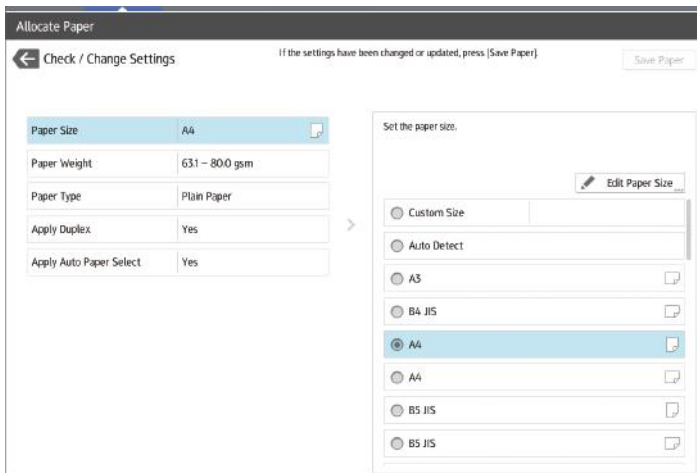 Allocate Paper
Check / Change Settings
If the settings have been changed or updated, press [Save Paper].
Save Paper
Paper Size A4
Paper Weight 63.1 – 80.0 gsm
Paper Type Plain Paper
Apply Duplex Yes
Apply Auto Paper Select Yes
Set the paper size.
Edit Paper Size
Custom Size
Auto Detect
A3
B4 JIS
A4
A4
B5 JIS
B5 JIS